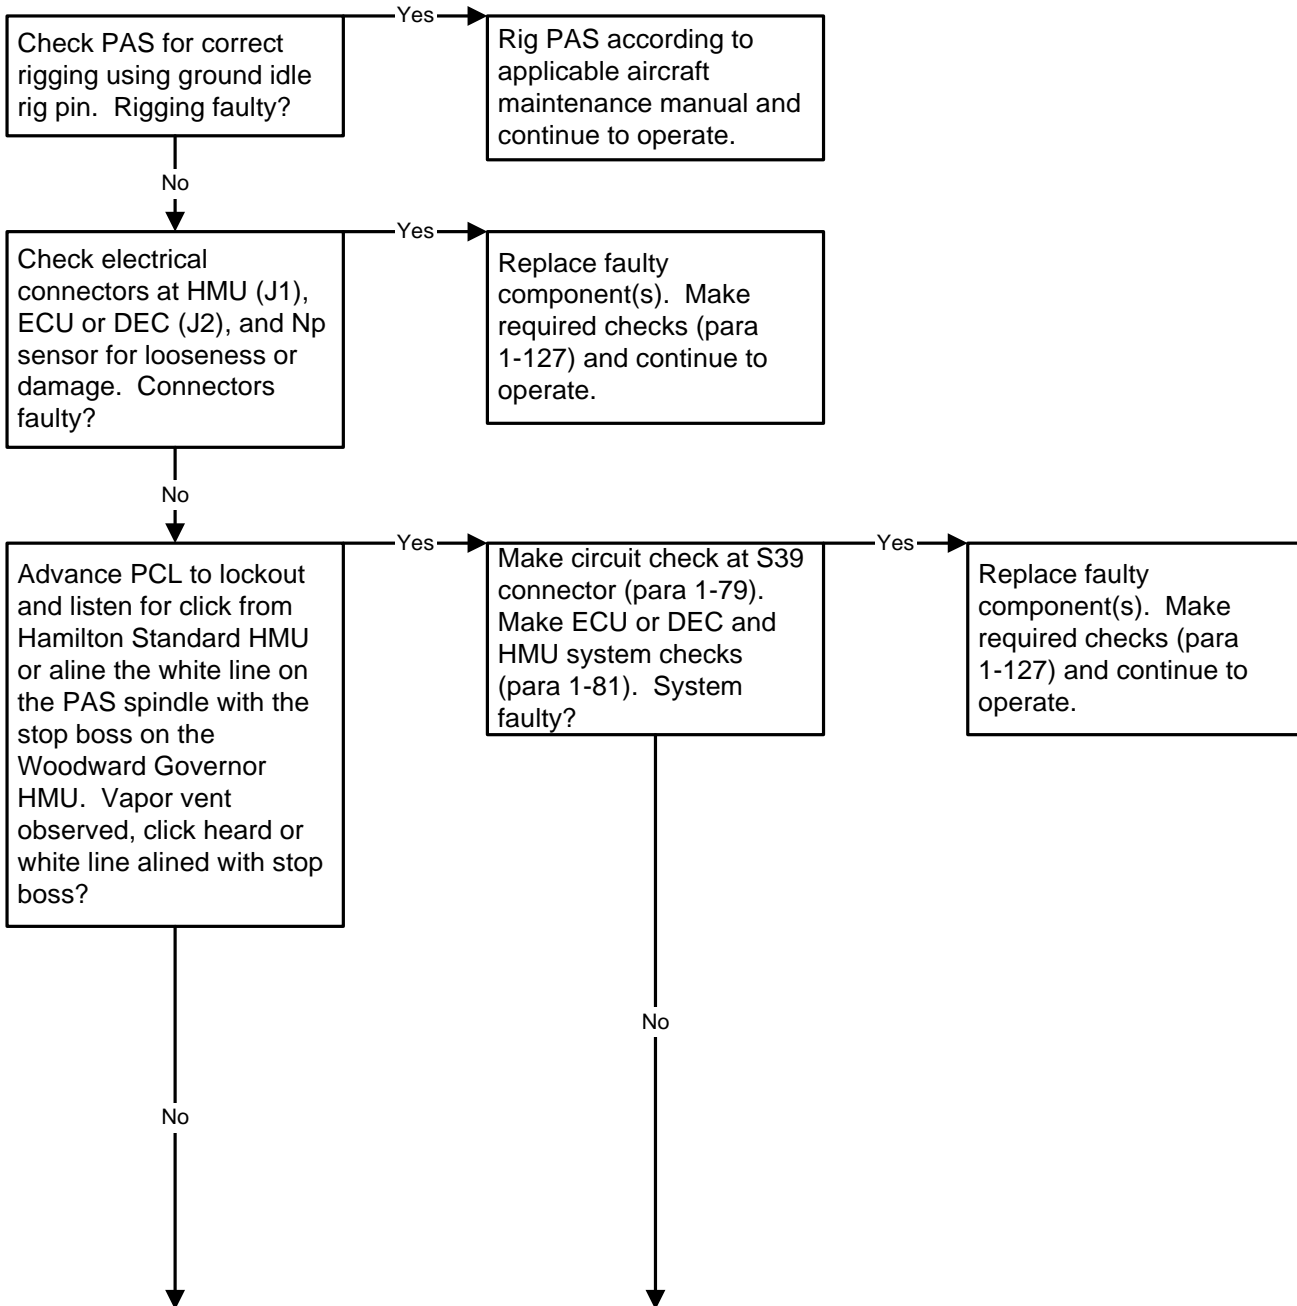 Check PAS for correct
rigging using ground idle
rig pin.  Rigging faulty?
Yes
Rig PAS according to
applicable aircraft
maintenance manual and
continue to operate.
No
Check electrical
connectors at HMU (J1),
ECU or DEC (J2), and Np
sensor for looseness or
damage.  Connectors
faulty?
Yes
Replace faulty
component(s).  Make
required checks (para
1-127) and continue to
operate.
No
Advance PCL to lockout
and listen for click from
Hamilton Standard HMU
or aline the white line on
the PAS spindle with the
stop boss on the
Woodward Governor
HMU.  Vapor vent
observed, click heard or
white line alined with stop
boss?
Yes
Make circuit check at S39
connector (para 1-79).
Make ECU or DEC and
HMU system checks
(para 1-81).  System
faulty?
Yes
Replace faulty
component(s).  Make
required checks (para
1-127) and continue to
operate.
No
No